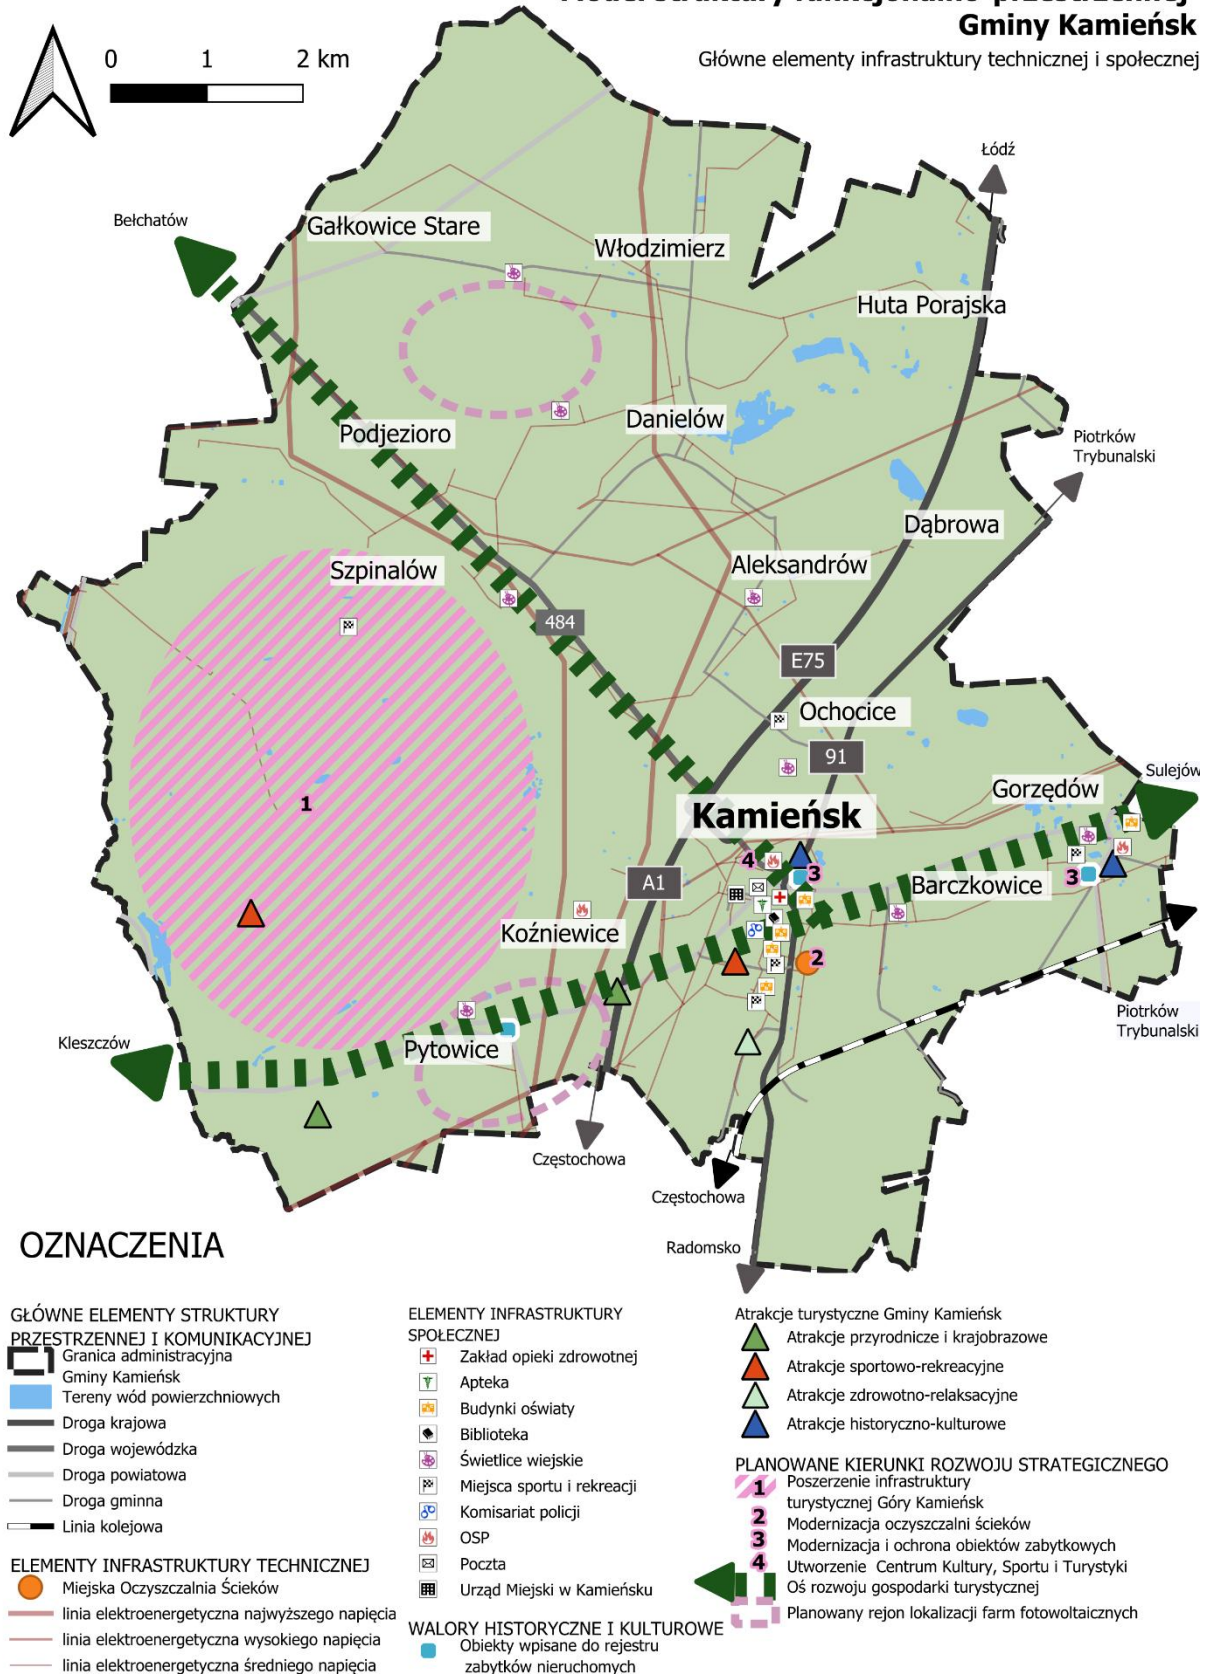 Gminy Kamieńsk
Główne elementy infrastruktury technicznej i społecznej
0 1 2 km
Łódź
Bełchatów
Gałkowice Stare
Włodzimierz
Huta Porajska
Danielów
Podjezioro
Piotrków
Trybunalski
Dąbrowa
Szpinalów
Aleksandrów
484
E75
Ochocice
91
Sulejów
Gorzędów
1
Kamieńsk
4
3
3
A1
Barczkowice
Koźniewice
2
Piotrków
Trybunalski
Kleszczów
Pytowice
Częstochowa
Częstochowa
Radomsko
OZNACZENIA
GŁÓWNE ELEMENTY STRUKTURY
PRZESTRZENNEJ I KOMUNIKACYJNEJ
Granica administracyjna
Gminy Kamieńsk
Tereny wód powierzchniowych
Droga krajowa
Droga wojewódzka
Droga powiatowa
Droga gminna
Linia kolejowa
ELEMENTY INFRASTRUKTURY TECHNICZNEJ
Miejska Oczyszczalnia Ścieków
linia elektroenergetyczna najwyższego napięcia
linia elektroenergetyczna wysokiego napięcia
linia elektroenergetyczna średniego napięcia
ELEMENTY INFRASTRUKTURY
SPOŁECZNEJ
Zakład opieki zdrowotnej
Apteka
Budynki oświaty
Biblioteka
Świetlice wiejskie
Miejsca sportu i rekreacji
Komisariat policji
OSP
Poczta
Urząd Miejski w Kamieńsku
WALORY HISTORYCZNE I KULTUROWE
Obiekty wpisane do rejestru
zabytków nieruchomych
Atrakcje turystyczne Gminy Kamieńsk
Atrakcje przyrodnicze i krajobrazowe
Atrakcje sportowo-rekreacyjne
Atrakcje zdrowotno-relaksacyjne
Atrakcje historyczno-kulturowe
PLANOWANE KIERUNKI ROZWOJU STRATEGICZNEGO
1 Poszerzenie infrastruktury
turystycznej Góry Kamieńsk
2 Modernizacja oczyszczalni ścieków
3 Modernizacja i ochrona obiektów zabytkowych
4 Utworzenie Centrum Kultury, Sportu i Turystyki
Oś rozwoju gospodarki turystycznej
Planowany rejon lokalizacji farm fotowoltaicznych